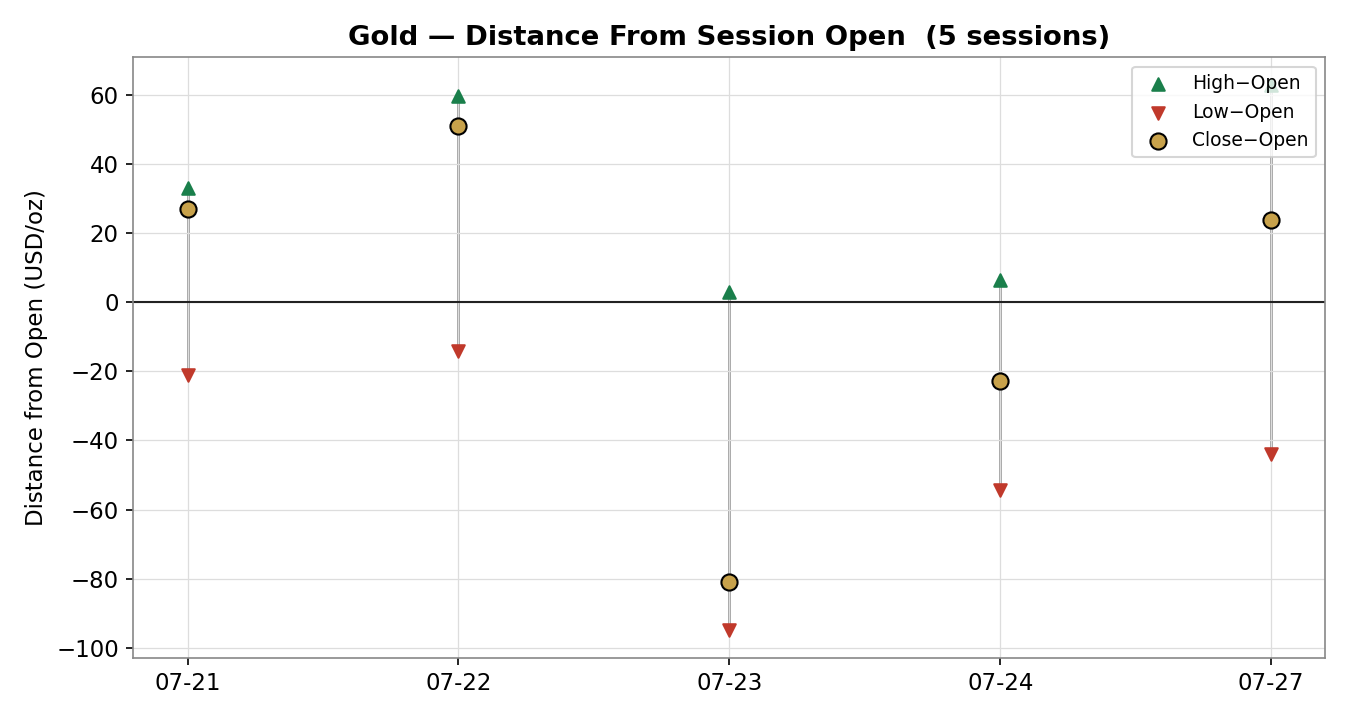 Gold — Distance From Session Open (5 sessions)
High−Open
Low−Open
Close−Open
Distance from Open (USD/oz)
60
40
20
0
−20
−40
−60
−80
−100
07-21
07-22
07-23
07-24
07-27